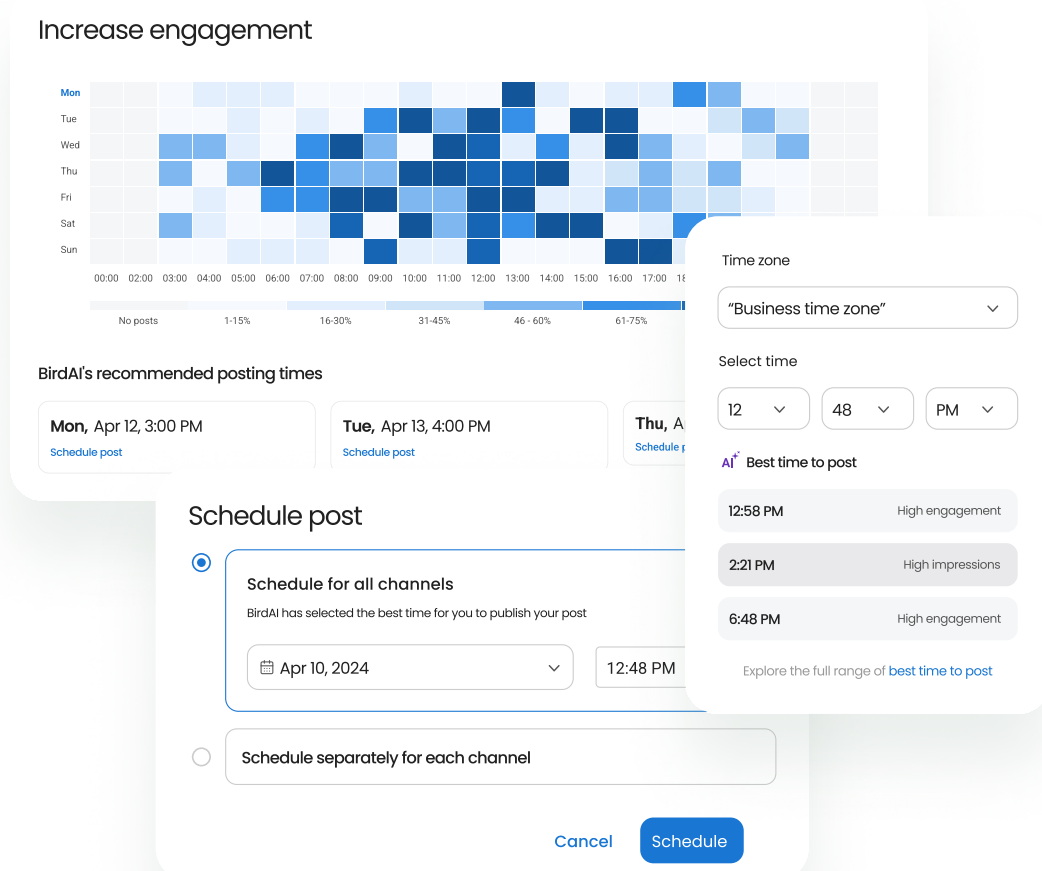 Increase engagement
Mon
Tue
Wed
Thu
Fri
Sat
Sun
00:00 02:00 03:00 04:00 05:00 06:00 07:00 08:00 09:00 10:00 11:00 12:00 13:00 14:00 15:00 16:00 17:00 18
No posts 1-15% 16-30% 31-45% 46 - 60% 61-75%
BirdAI's recommended posting times
Mon, Apr 12, 3:00 PM
Schedule post
Tue, Apr 13, 4:00 PM
Schedule post
Thu, A
Schedule p
Time zone
“Business time zone”
Select time
12 48 PM
AI Best time to post
12:58 PM High engagement
2:21 PM High impressions
6:48 PM High engagement
Explore the full range of best time to post
Schedule post
Schedule for all channels
BirdAI has selected the best time for you to publish your post
Apr 10, 2024 12:48 PM
Schedule separately for each channel
Cancel Schedule